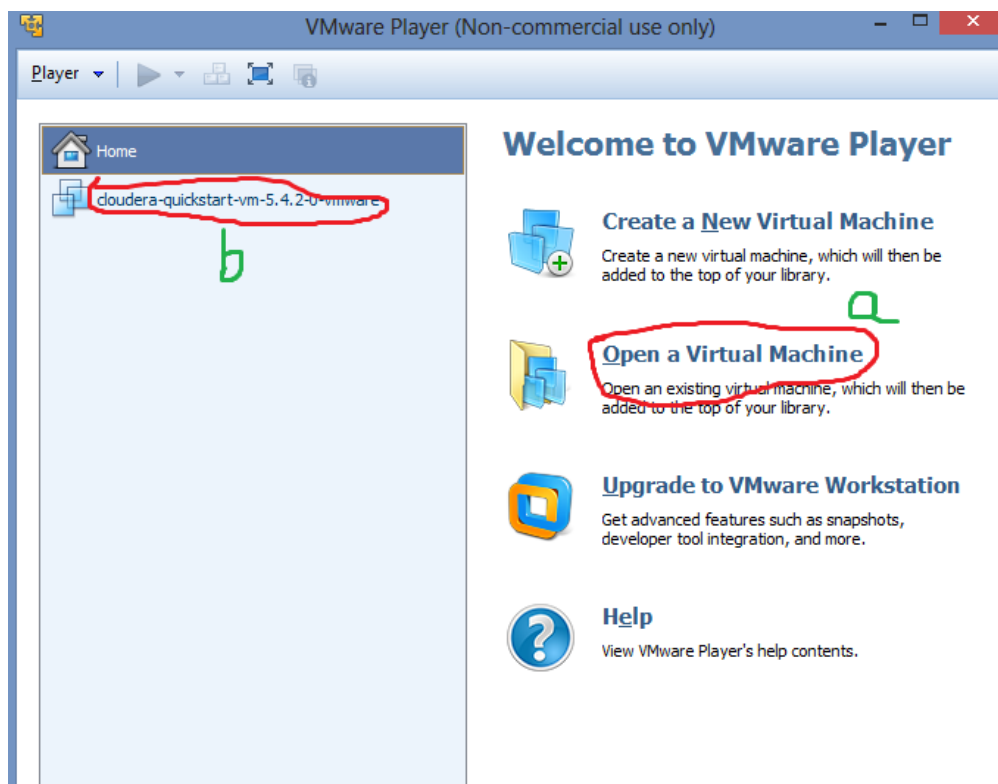 VMware Player (Non-commercial use only)
Player
Home
cloudera-quickstart-vm-5.4.2-0-vmware
b
Welcome to VMware Player
Create a New Virtual Machine
Create a new virtual machine, which will then be
added to the top of your library.
a
Open a Virtual Machine
Open an existing virtual machine, which will then be
added to the top of your library.
Upgrade to VMware Workstation
Get advanced features such as snapshots,
developer tool integration, and more.
Help
View VMware Player's help contents.